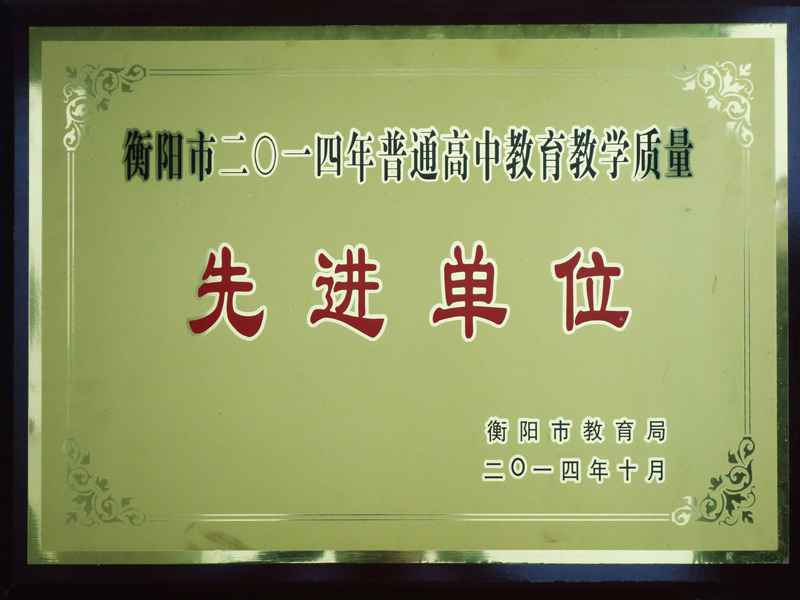 衡阳市二〇一四年普通高中教育教学质量
先进单位
衡阳市教育局
二〇一四年十月